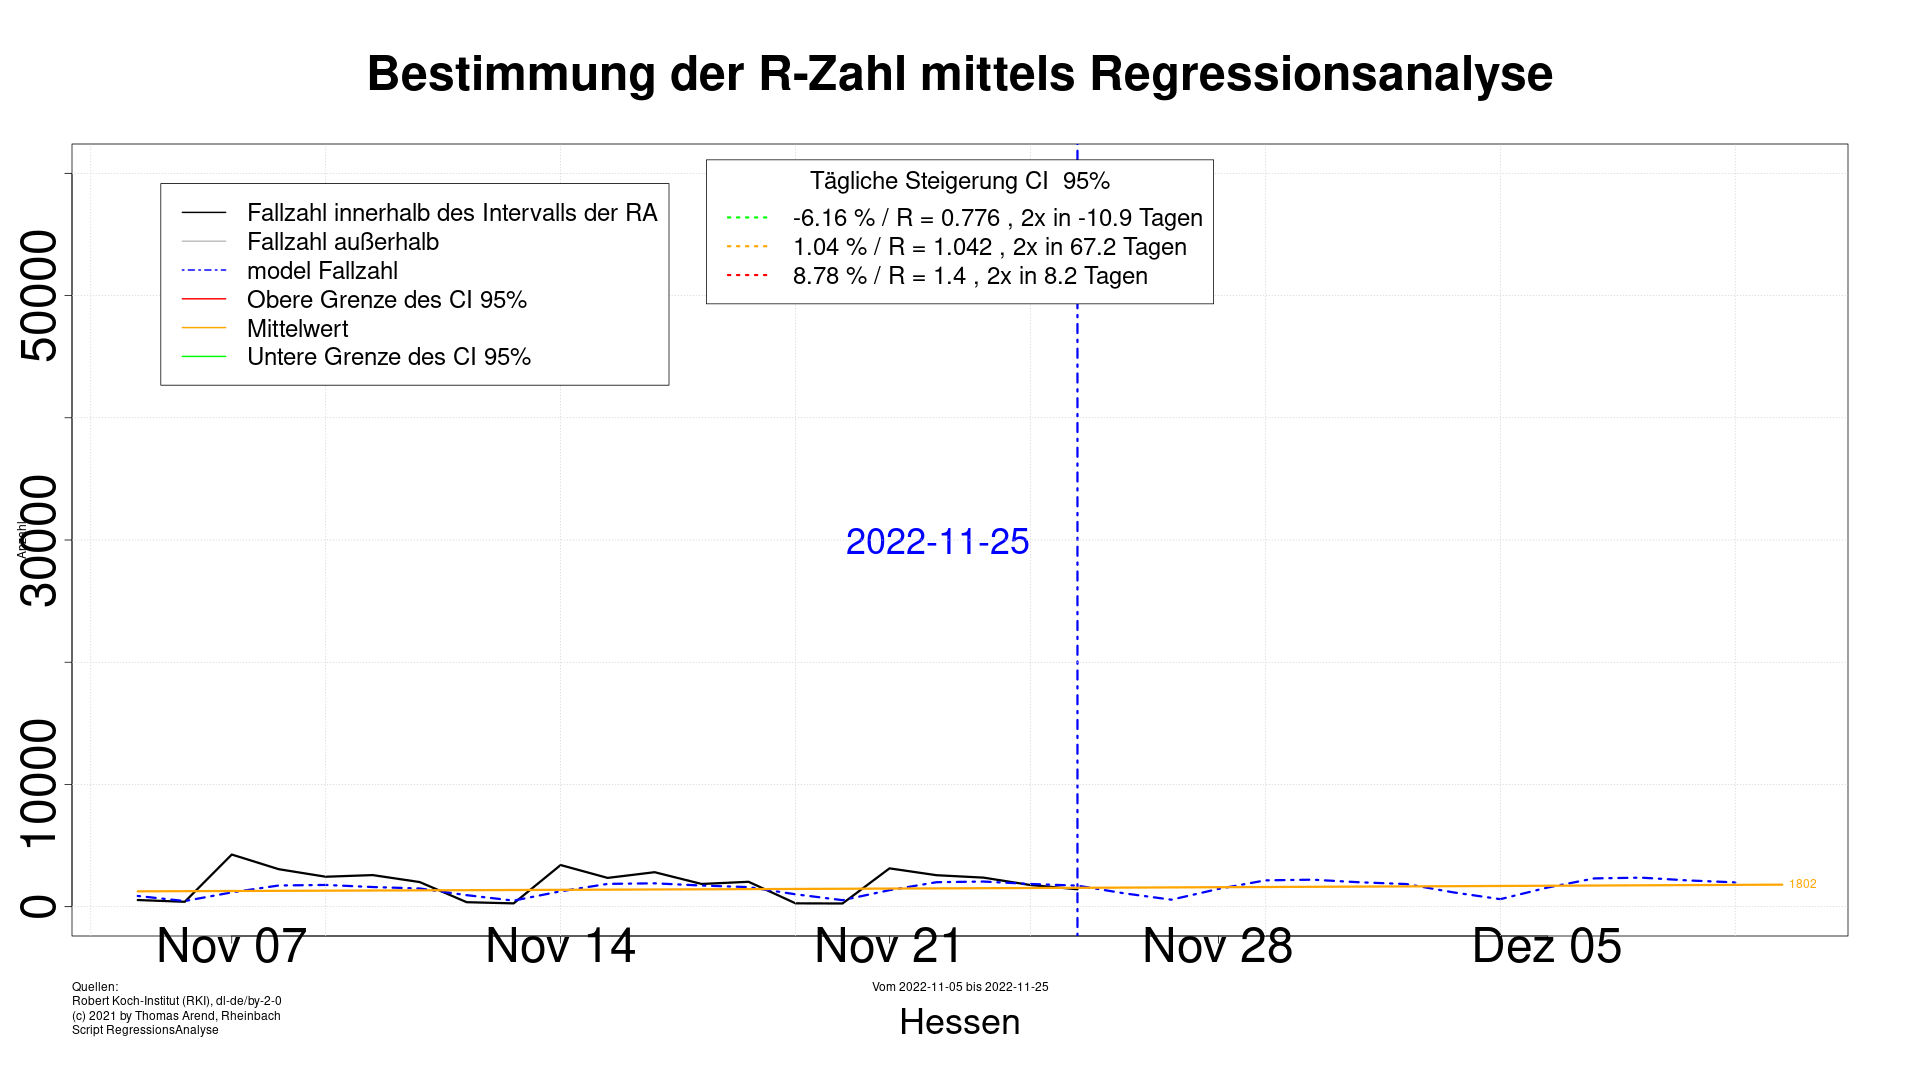 Bestimmung der R-Zahl mittels Regressionsanalyse
Fallzahl innerhalb des Intervalls der RA
Fallzahl außerhalb
model Fallzahl
Obere Grenze des CI 95%
Mittelwert
Untere Grenze des CI 95%
Tägliche Steigerung CI  95%
-6.16 % / R = 0.776 , 2x in -10.9 Tagen
1.04 % / R = 1.042 , 2x in 67.2 Tagen
8.78 % / R = 1.4 , 2x in 8.2 Tagen
50000
30000
10000
0
Anzahl
2022-11-25
1802
Nov 07
Nov 14
Nov 21
Nov 28
Dez 05
Quellen:
Robert Koch-Institut (RKI), dl-de/by-2-0
(c) 2021 by Thomas Arend, Rheinbach
Script RegressionsAnalyse
Vom 2022-11-05 bis 2022-11-25
Hessen